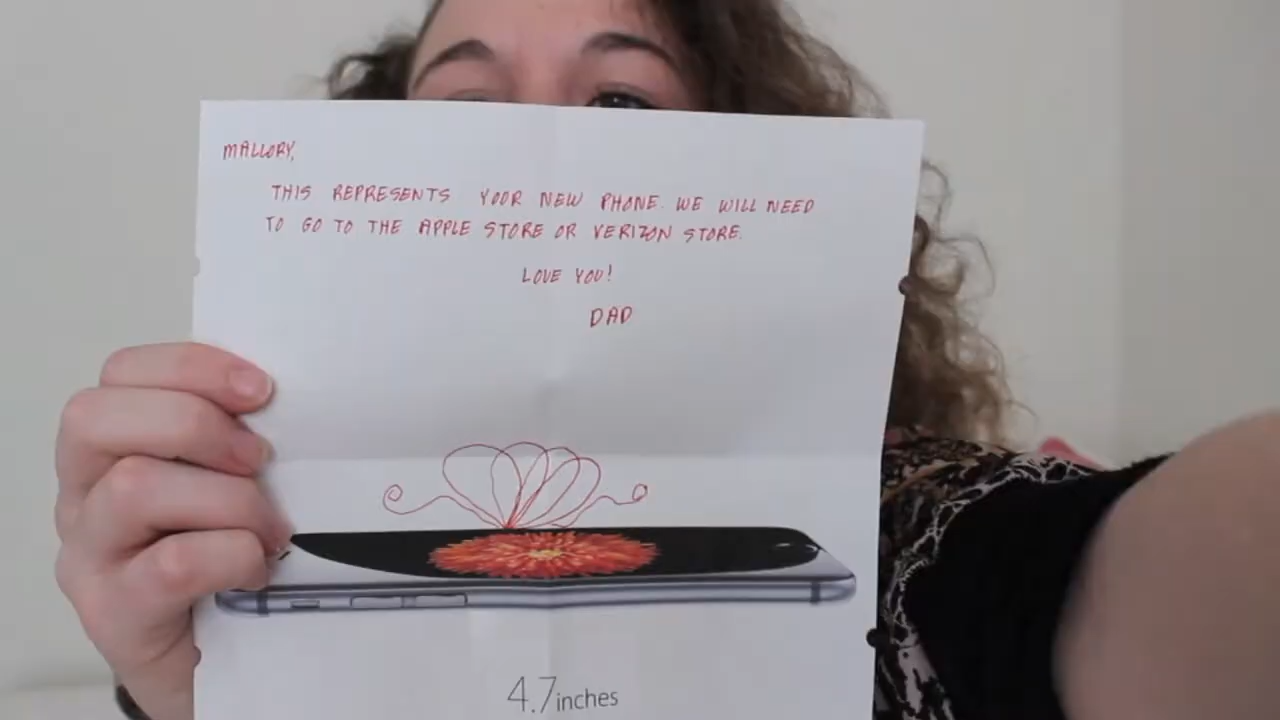 MALLORY,
THIS REPRESENTS YOUR NEW PHONE. WE WILL NEED
TO GO TO THE APPLE STORE OR VERIZON STORE.
LOVE YOU!
DAD
4.7inches